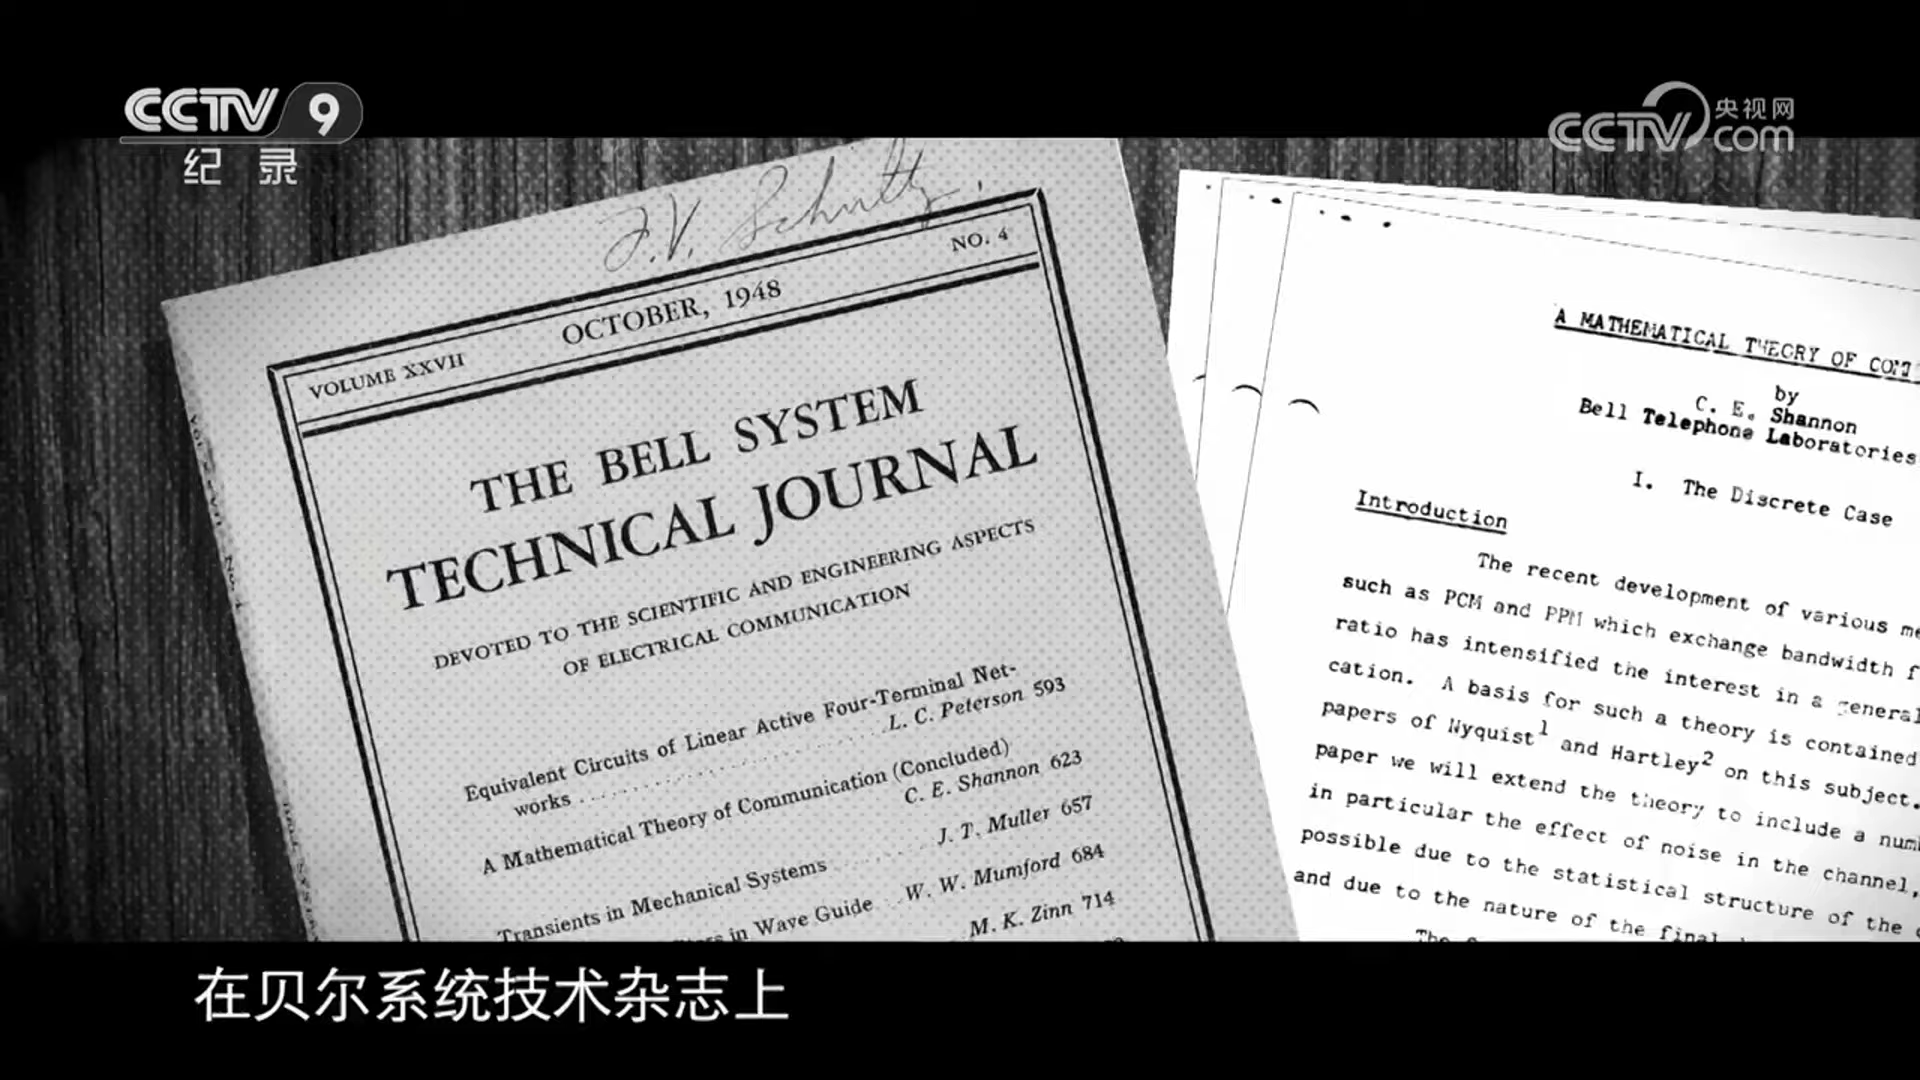 CCTV 9
纪录
央视网
CCTV.com
J. V. Schultz.
VOLUME XXVII OCTOBER, 1948 NO. 4
THE BELL SYSTEM
TECHNICAL JOURNAL
DEVOTED TO THE SCIENTIFIC AND ENGINEERING ASPECTS
OF ELECTRICAL COMMUNICATION
Equivalent Circuits of Linear Active Four-Terminal Net-
works L. C. Peterson 593
A Mathematical Theory of Communication (Concluded)
C. E. Shannon 623
Transients in Mechanical Systems J. T. Muller 657
in Wave Guide W. W. Mumford 684
M. K. Zinn 714
A MATHEMATICAL THEORY OF
by
C. E. Shannon
Bell Telephone Laboratories
I. The Discrete Case
Introduction
The recent development of various
such as PCM and PPM which exchange bandwidth
ratio has intensified the interest in a general
cation. A basis for such a theory is contained
papers of Nyquist1 and Hartley2 on this subject.
paper we will extend the theory to include a
in particular the effect of noise in the channel,
possible due to the statistical structure of the
and due to the nature of the final
The
在贝尔系统技术杂志上